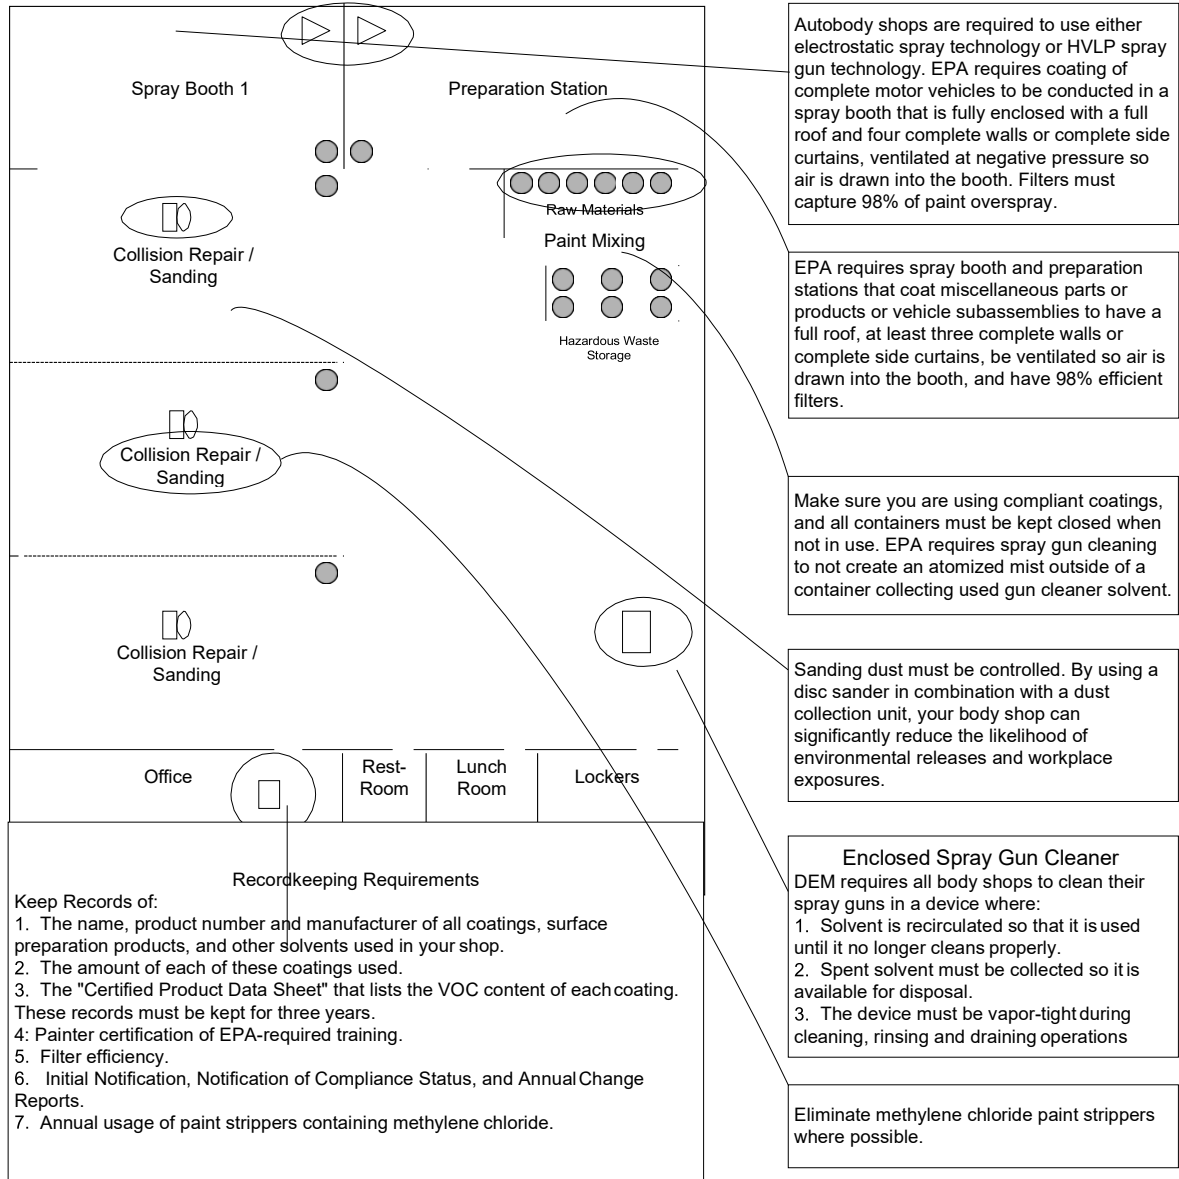 Spray Booth 1
Preparation Station
Raw Materials
Paint Mixing
Collision Repair /
Sanding
Hazardous Waste
Storage
Collision Repair /
Sanding
Collision Repair /
Sanding
Office
Rest-
Room
Lunch
Room
Lockers
Recordkeeping Requirements
Keep Records of:
1. The name, product number and manufacturer of all coatings, surface
preparation products, and other solvents used in your shop.
2. The amount of each of these coatings used.
3. The "Certified Product Data Sheet" that lists the VOC content of each coating.
These records must be kept for three years.
4: Painter certification of EPA-required training.
5. Filter efficiency.
6. Initial Notification, Notification of Compliance Status, and Annual Change
Reports.
7. Annual usage of paint strippers containing methylene chloride.
Autobody shops are required to use either
electrostatic spray technology or HVLP spray
gun technology. EPA requires coating of
complete motor vehicles to be conducted in a
spray booth that is fully enclosed with a full
roof and four complete walls or complete side
curtains, ventilated at negative pressure so
air is drawn into the booth. Filters must
capture 98% of paint overspray.
EPA requires spray booth and preparation
stations that coat miscellaneous parts or
products or vehicle subassemblies to have a
full roof, at least three complete walls or
complete side curtains, be ventilated so air is
drawn into the booth, and have 98% efficient
filters.
Make sure you are using compliant coatings,
and all containers must be kept closed when
not in use. EPA requires spray gun cleaning
to not create an atomized mist outside of a
container collecting used gun cleaner solvent.
Sanding dust must be controlled. By using a
disc sander in combination with a dust
collection unit, your body shop can
significantly reduce the likelihood of
environmental releases and workplace
exposures.
Enclosed Spray Gun Cleaner
DEM requires all body shops to clean their
spray guns in a device where:
1. Solvent is recirculated so that it is used
until it no longer cleans properly.
2. Spent solvent must be collected so it is
available for disposal.
3. The device must be vapor-tight during
cleaning, rinsing and draining operations
Eliminate methylene chloride paint strippers
where possible.